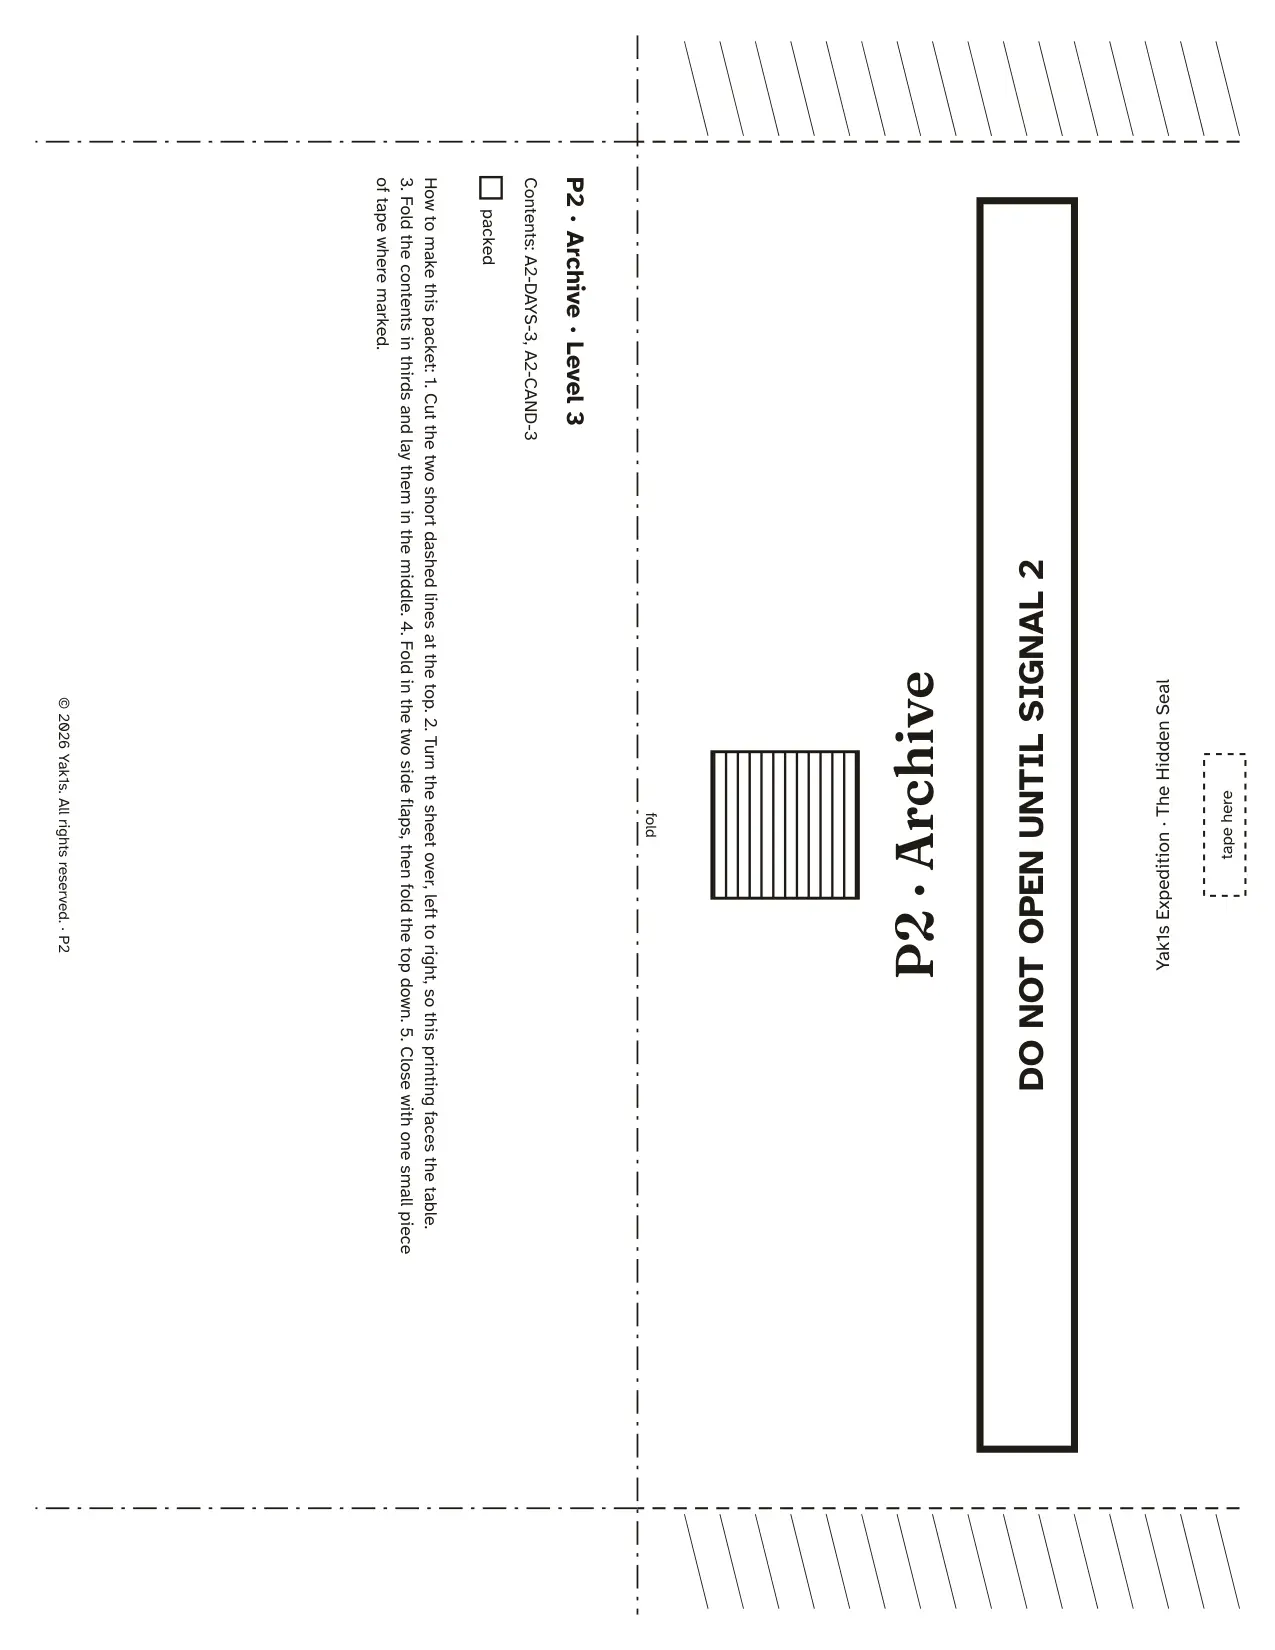 P2 · Archive · Level 3
Contents: A2-DAYS-3, A2-CAND-3
packed
How to make this packet: 1. Cut the two short dashed lines at the top. 2. Turn the sheet over, left to right, so this printing faces the table.
3. Fold the contents in thirds and lay them in the middle. 4. Fold in the two side flaps, then fold the top down. 5. Close with one small piece
of tape where marked.
© 2026 Yak1s. All rights reserved. · P2
fold
P2 · Archive
DO NOT OPEN UNTIL SIGNAL 2
Yak1s Expedition · The Hidden Seal
tape here